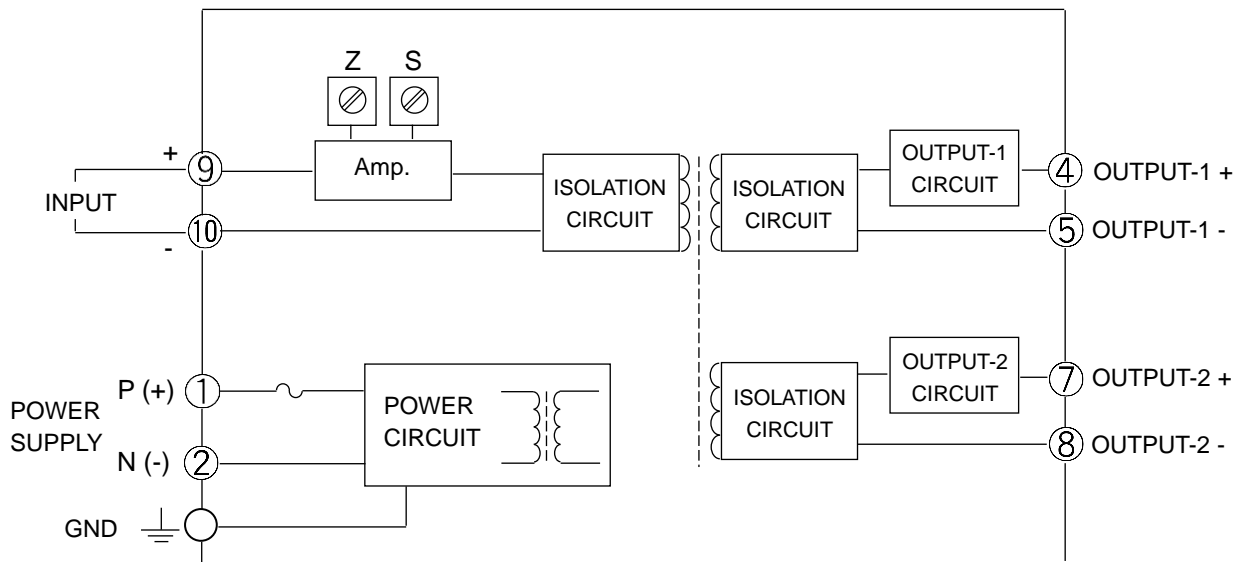 Z S
+ 9 Amp. OUTPUT-1 4 OUTPUT-1 +
CIRCUIT
INPUT ISOLATION ISOLATION
CIRCUIT CIRCUIT
- 10 5 OUTPUT-1 -
P (+) 1 OUTPUT-2 7 OUTPUT-2 +
CIRCUIT
POWER POWER ISOLATION
SUPPLY CIRCUIT CIRCUIT
N (-) 2 8 OUTPUT-2 -
GND